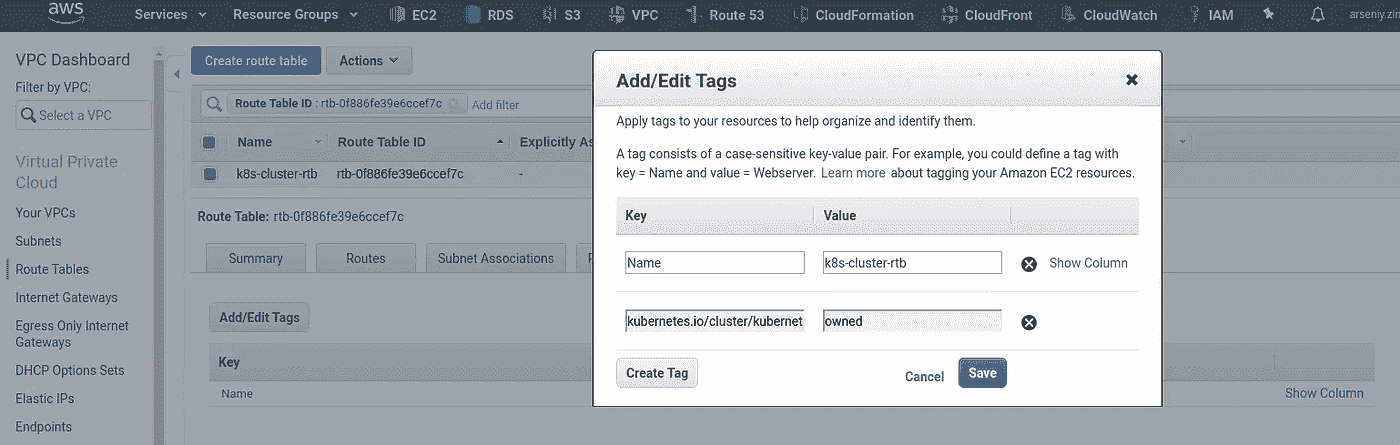 aws
Services
Resource Groups
EC2
RDS
S3
VPC
Route 53
CloudFormation
CloudFront
CloudWatch
IAM
arseniy.zin
VPC Dashboard
Filter by VPC:
Select a VPC
Virtual Private
Cloud
Your VPCs
Subnets
Route Tables
Internet Gateways
Egress Only Internet
Gateways
DHCP Options Sets
Elastic IPs
Endpoints
Create route table
Actions
Route Table ID : rtb-0f886fe39e6ccef7c
Add filter
Name
Route Table ID
Explicitly As
k8s-cluster-rtb
rtb-0f886fe39e6ccef7c
-
Route Table: rtb-0f886fe39e6ccef7c
Summary
Routes
Subnet Associations
Add/Edit Tags
Key
Name
Show Column
Add/Edit Tags
Apply tags to your resources to help organize and identify them.
A tag consists of a case-sensitive key-value pair. For example, you could define a tag with
key = Name and value = Webserver. Learn more about tagging your Amazon EC2 resources.
Key
Value
Name
k8s-cluster-rtb
Show Column
kubernetes.io/cluster/kubernet
owned
Create Tag
Cancel
Save